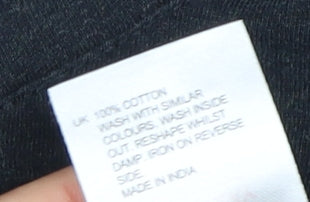 UK 100% COTTON
WASH WITH SIMILAR
COLOURS. WASH INSIDE
OUT. RESHAPE WHILST
DAMP. IRON ON REVERSE
SIDE.
MADE IN INDIA